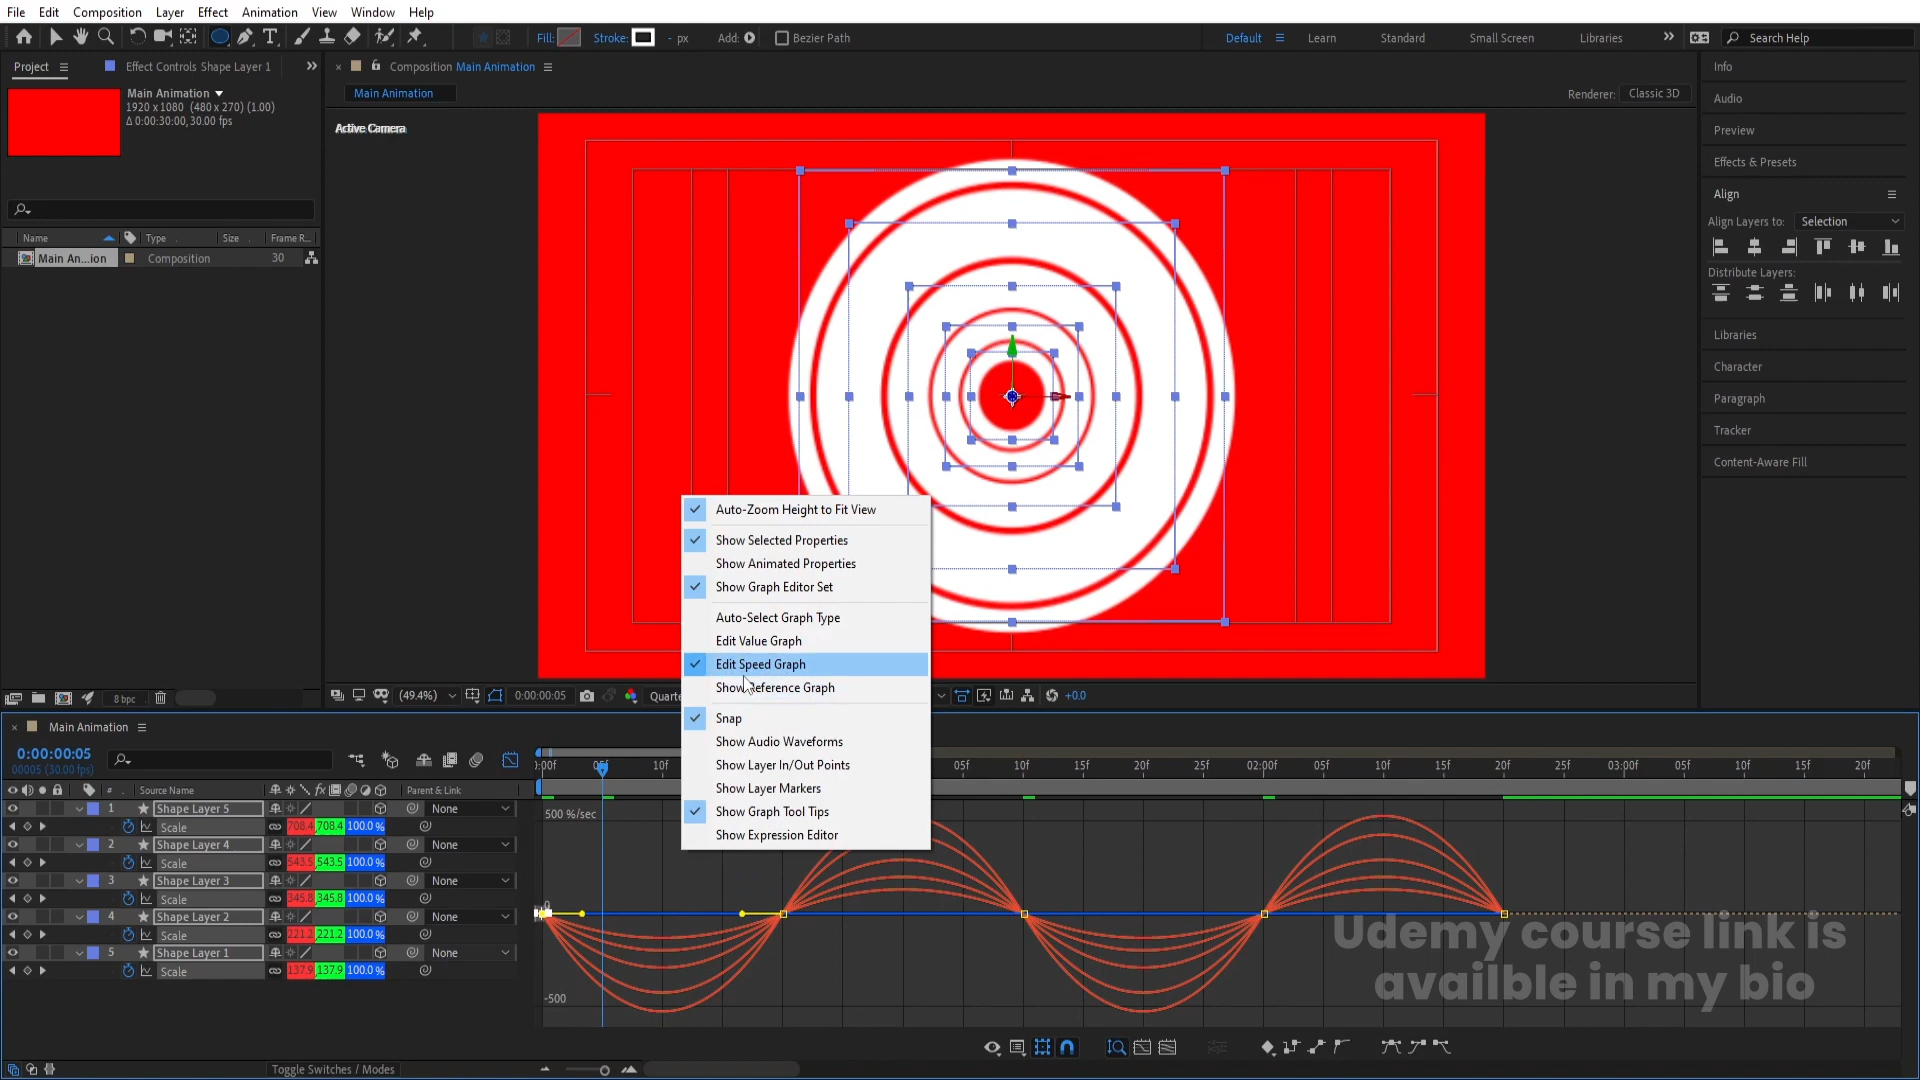 File Edit Composition Layer Effect Animation View Window Help
Fill: Stroke: - px Add: Bezier Path Default Learn Standard Small Screen Libraries Search Help
Project Effect Controls Shape Layer 1 Composition Main Animation
Main Animation
1920 x 1080 (480 x 270) (1.00)
Δ 0:00:30:00, 30.00 fps
Main Animation
Renderer: Classic 3D
Active Camera
Name Type Size Frame R...
Main An...ion Composition 30
Info
Audio
Preview
Effects & Presets
Align
Align Layers to: Selection
Distribute Layers:
Libraries
Character
Paragraph
Tracker
Content-Aware Fill
Auto-Zoom Height to Fit View
Show Selected Properties
Show Animated Properties
Show Graph Editor Set
Auto-Select Graph Type
Edit Value Graph
Edit Speed Graph
Show Reference Graph
Snap
Show Audio Waveforms
Show Layer In/Out Points
Show Layer Markers
Show Graph Tool Tips
Show Expression Editor
8 bpc (49.4%) 0:00:00:05 Quarte +0.0
Main Animation
0:00:00:05
00005 (30.00 fps)
):00f 05f 10f 05f 10f 15f 20f 25f 02:00f 05f 10f 15f 20f
# Source Name Parent & Link
1 Shape Layer 5 None
Scale 708.4,708.4 100.0 %
2 Shape Layer 4 None
Scale 543.5,543.5 100.0 %
3 Shape Layer 3 None
Scale 345.8,345.8 100.0 %
4 Shape Layer 2 None
Scale 221.2,221.2 100.0 %
5 Shape Layer 1 None
Scale 137.9,137.9 100.0 %
500 %/sec
0
-500
Udemy course link is
availble in my bio
Toggle Switches / Modes